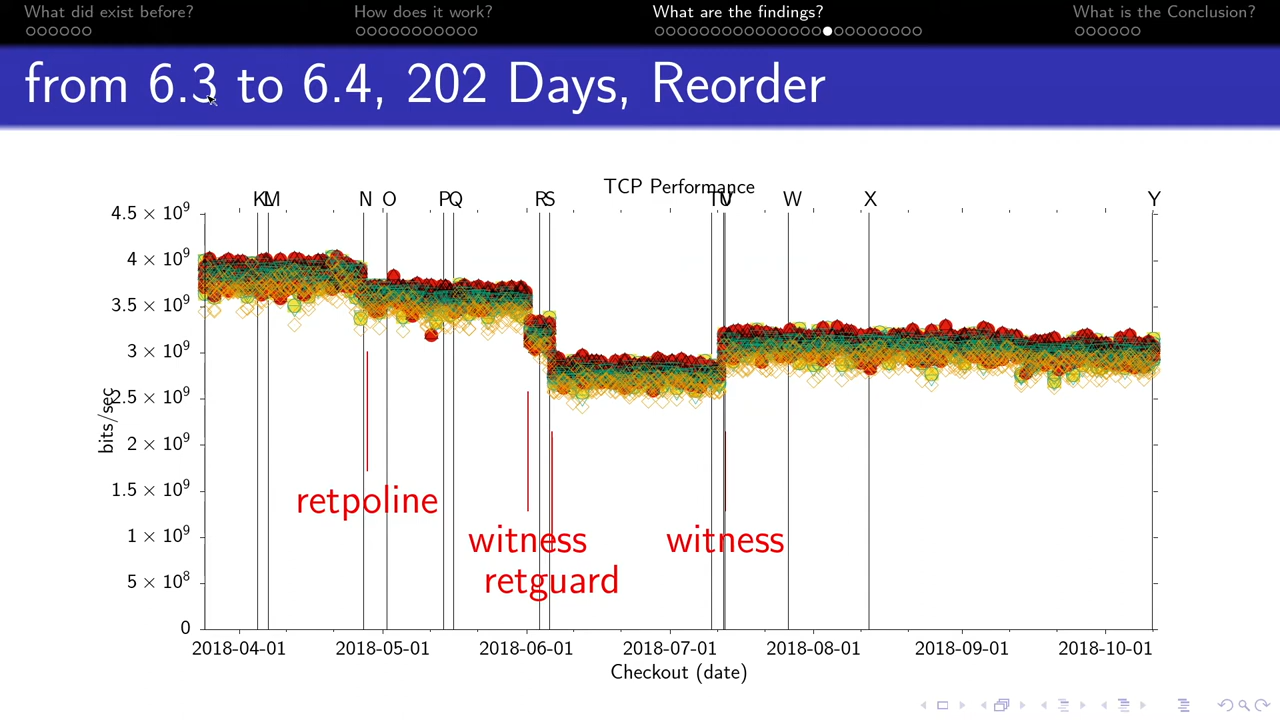 What did exist before? How does it work? What are the findings? What is the Conclusion?
from 6.3 to 6.4, 202 Days, Reorder
TCP Performance
K L M N O P Q R S T U V W X Y
4.5 × 10⁹
4 × 10⁹
3.5 × 10⁹
3 × 10⁹
2.5 × 10⁹
2 × 10⁹
1.5 × 10⁹
1 × 10⁹
5 × 10⁸
0
bits/sec
retpoline
witness witness
retguard
2018-04-01 2018-05-01 2018-06-01 2018-07-01 2018-08-01 2018-09-01 2018-10-01
Checkout (date)